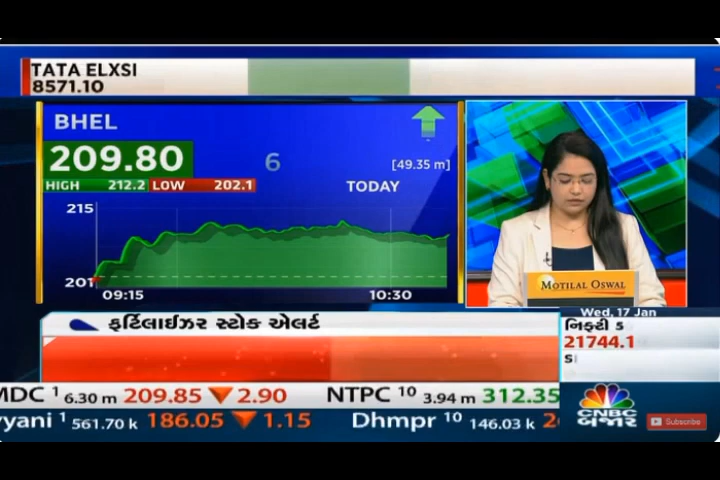 TATA ELXSI
8571.10
BHEL
209.80
6
[49.35 m]
HIGH 212.2 LOW 202.1
TODAY
215
201
09:15
10:30
MOTILAL OSWAL
Wed, 17 Jan
ફર્ટિલાઈઝર સ્ટોક એલર્ટ
નિફ્ટી 5
21744.1
MDC 1 6.30 m 209.85 ▼ 2.90 NTPC 10 3.94 m 312.35
yyani 1 561.70 k 186.05 ▼ 1.15 Dhmpr 10 146.03 k 2
CNBC
બજાર
Subscribe